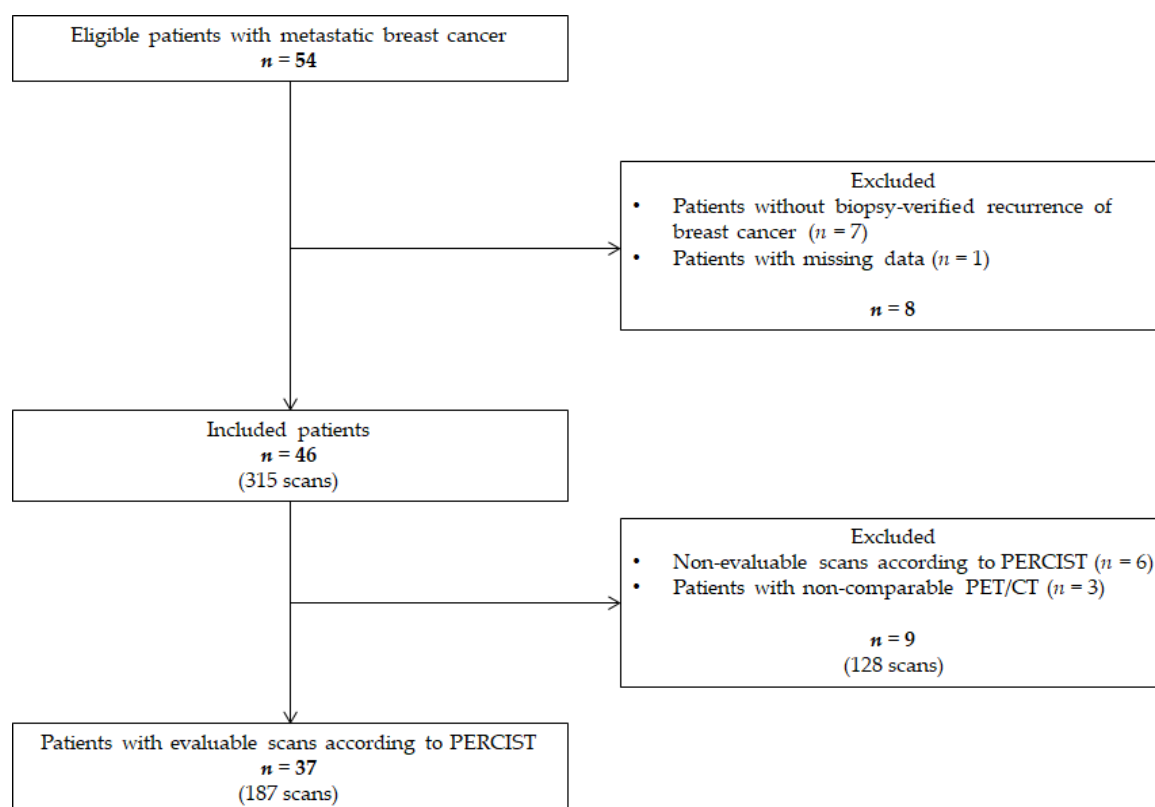 Eligible patients with metastatic breast cancer
n = 54
Excluded
• Patients without biopsy-verified recurrence of
breast cancer (n = 7)
• Patients with missing data (n = 1)
n = 8
Included patients
n = 46
(315 scans)
Excluded
• Non-evaluable scans according to PERCIST (n = 6)
• Patients with non-comparable PET/CT (n = 3)
n = 9
(128 scans)
Patients with evaluable scans according to PERCIST
n = 37
(187 scans)